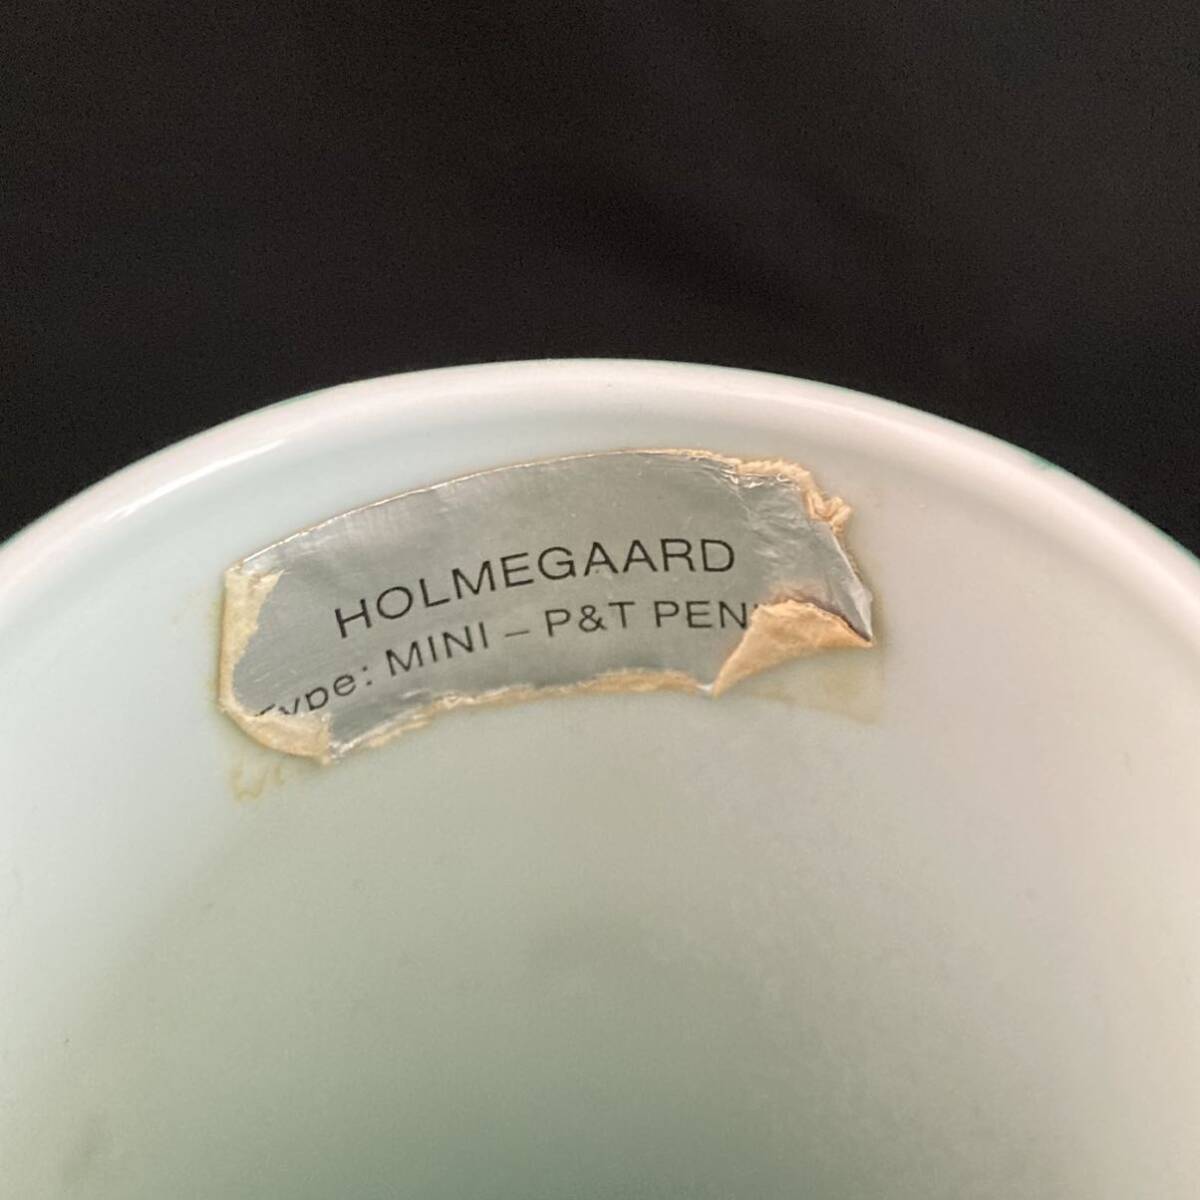 HOLMEGAARD
Type: MINI – P&T PEN